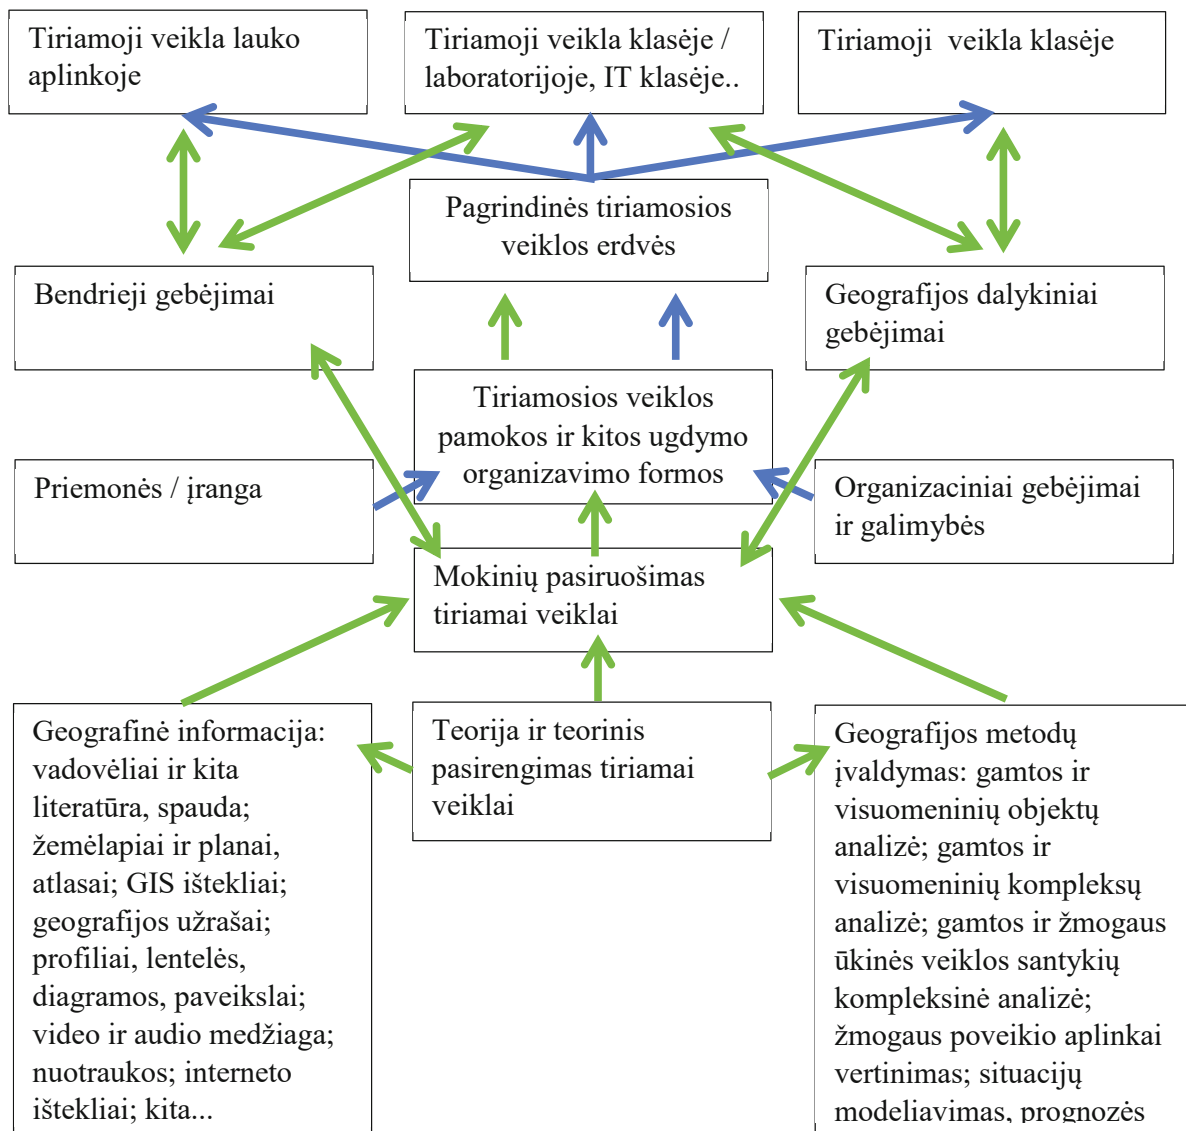 Tiriamoji veikla lauko
aplinkoje
Tiriamoji veikla klasėje /
laboratorijoje, IT klasėje..
Tiriamoji veikla klasėje
Pagrindinės tiriamosios
veiklos erdvės
Bendrieji gebėjimai
Geografijos dalykiniai
gebėjimai
Tiriamosios veiklos
pamokos ir kitos ugdymo
organizavimo formos
Priemonės / įranga
Organizaciniai gebėjimai
ir galimybės
Mokinių pasiruošimas
tiriamai veiklai
Geografinė informacija:
vadovėliai ir kita
literatūra, spauda;
žemėlapiai ir planai,
atlasai; GIS ištekliai;
geografijos užrašai;
profiliai, lentelės,
diagramos, paveikslai;
video ir audio medžiaga;
nuotraukos; interneto
ištekliai; kita...
Teorija ir teorinis
pasirengimas tiriamai
veiklai
Geografijos metodų
įvaldymas: gamtos ir
visuomeninių objektų
analizė; gamtos ir
visuomeninių kompleksų
analizė; gamtos ir žmogaus
ūkinės veiklos santykių
kompleksinė analizė;
žmogaus poveikio aplinkai
vertinimas; situacijų
modeliavimas, prognozės